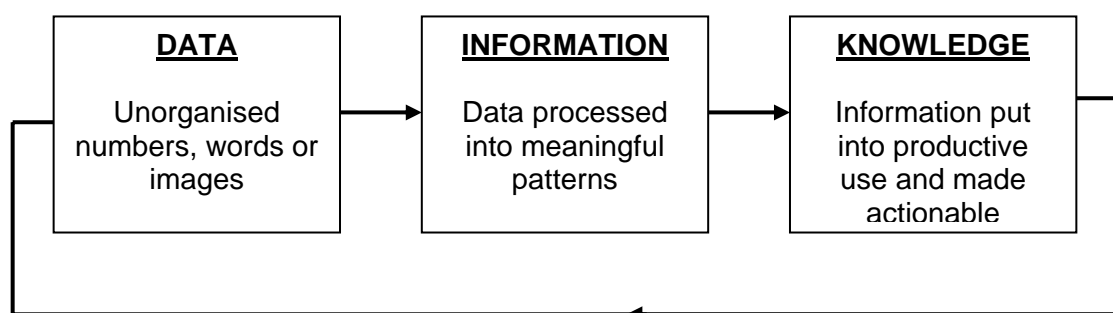 DATA
Unorganised
numbers, words or
images
INFORMATION
Data processed
into meaningful
patterns
KNOWLEDGE
Information put
into productive
use and made
actionable